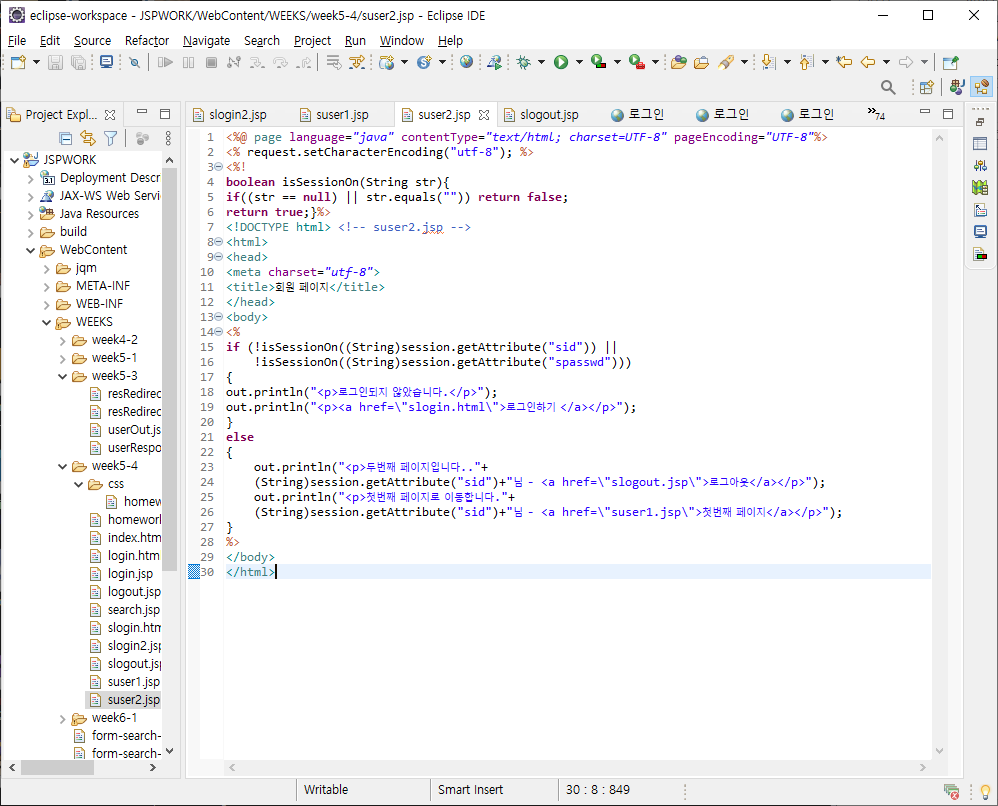 eclipse-workspace - JSPWORK/WebContent/WEEKS/week5-4/suser2.jsp - Eclipse IDE
File Edit Source Refactor Navigate Search Project Run Window Help
Project Expl...
slogin2.jsp suser1.jsp suser2.jsp slogout.jsp 로그인 로그인 로그인 »74
JSPWORK
Deployment Descr
JAX-WS Web Servi
Java Resources
build
WebContent
jqm
META-INF
WEB-INF
WEEKS
week4-2
week5-1
week5-3
resRedirec
resRedirec
userOut.js
userRespo
week5-4
css
homew
homework
index.htm
login.htm
login.jsp
logout.jsp
search.jsp
slogin.htm
slogin2.jsp
slogout.jsp
suser1.jsp
suser2.jsp
week6-1
form-search-
form-search-
1 <%@ page language="java" contentType="text/html; charset=UTF-8" pageEncoding="UTF-8"%>
2 <% request.setCharacterEncoding("utf-8"); %>
3 <%!
4 boolean isSessionOn(String str){
5 if((str == null) || str.equals("")) return false;
6 return true;}%>
7 <!DOCTYPE html> <!-- suser2.jsp -->
8 <html>
9 <head>
10 <meta charset="utf-8">
11 <title>회원 페이지</title>
12 </head>
13 <body>
14 <%
15 if (!isSessionOn((String)session.getAttribute("sid")) ||
16 !isSessionOn((String)session.getAttribute("spasswd")))
17 {
18 out.println("<p>로그인되지 않았습니다.</p>");
19 out.println("<p><a href=\"slogin.html\">로그인하기 </a></p>");
20 }
21 else
22 {
23 out.println("<p>두번째 페이지입니다.."+
24 (String)session.getAttribute("sid")+"님 - <a href=\"slogout.jsp\">로그아웃</a></p>");
25 out.println("<p>첫번째 페이지로 이동합니다."+
26 (String)session.getAttribute("sid")+"님 - <a href=\"suser1.jsp\">첫번째 페이지</a></p>");
27 }
28 %>
29 </body>
30 </html>
Writable Smart Insert 30 : 8 : 849